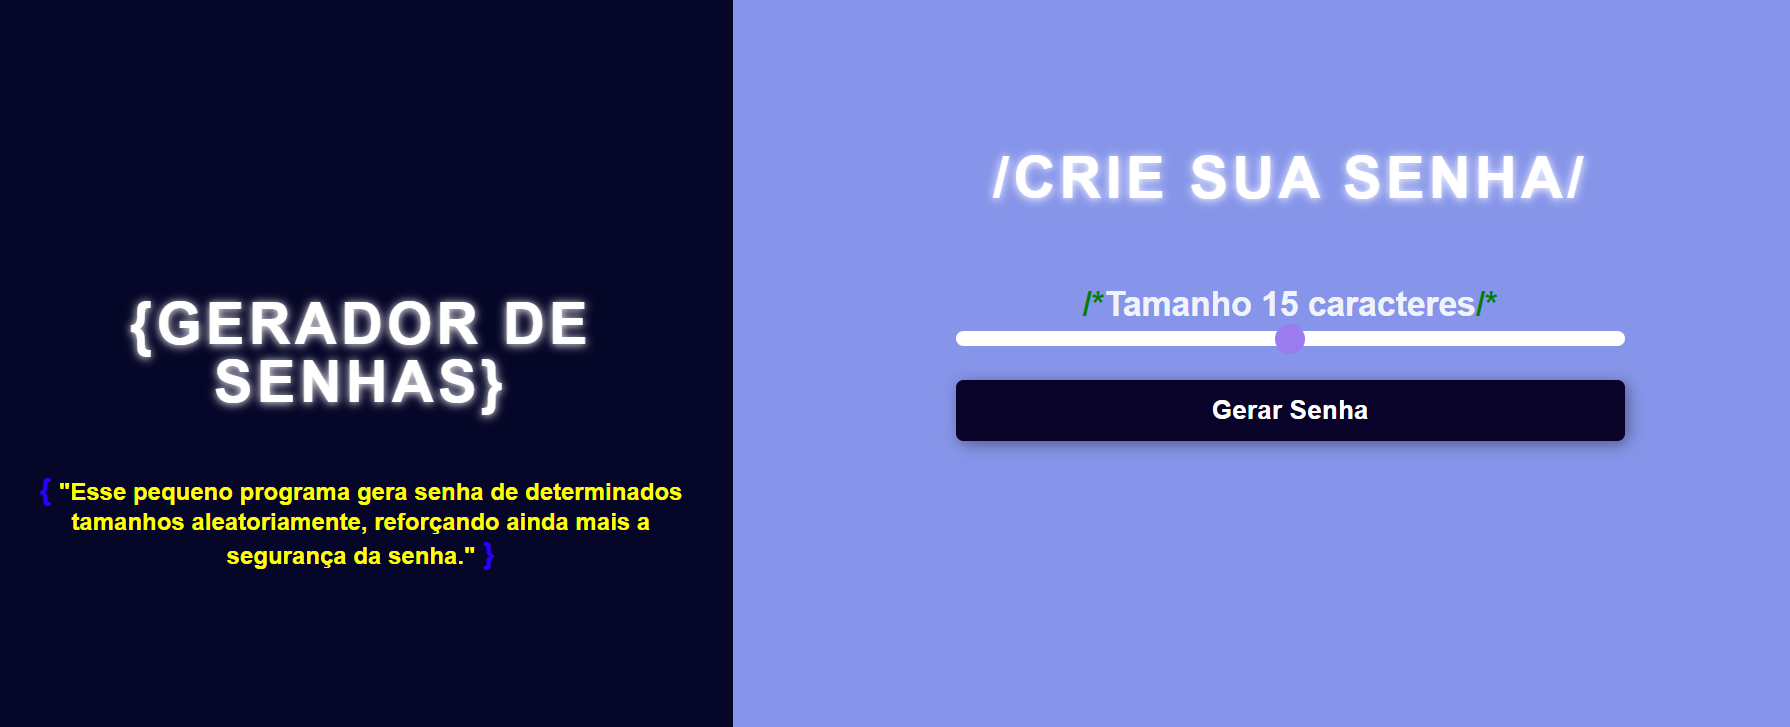 {GERADOR DE
SENHAS}
{ "Esse pequeno programa gera senha de determinados
tamanhos aleatoriamente, reforçando ainda mais a
segurança da senha." }
/CRIE SUA SENHA/
/*Tamanho 15 caracteres/*
Gerar Senha